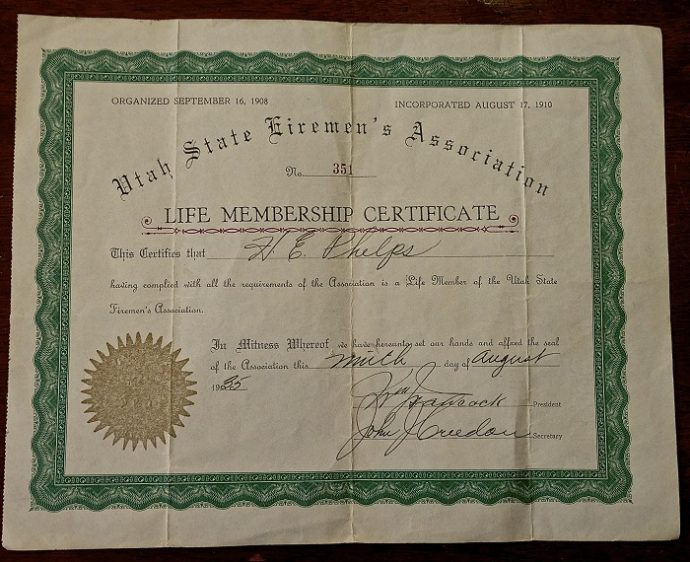 ORGANIZED SEPTEMBER 16, 1908 INCORPORATED AUGUST 17, 1910
Utah State Firemen's Association
No. 351
LIFE MEMBERSHIP CERTIFICATE
This Certifies that H. E. Phelps
having complied with all the requirements of the Association is a Life Member of the Utah State
Firemen's Association.
In Witness Whereof we have hereunto set our hands and affixed the seal
of the Association this ninth day of August
1955
President
John J Creedon Secretary